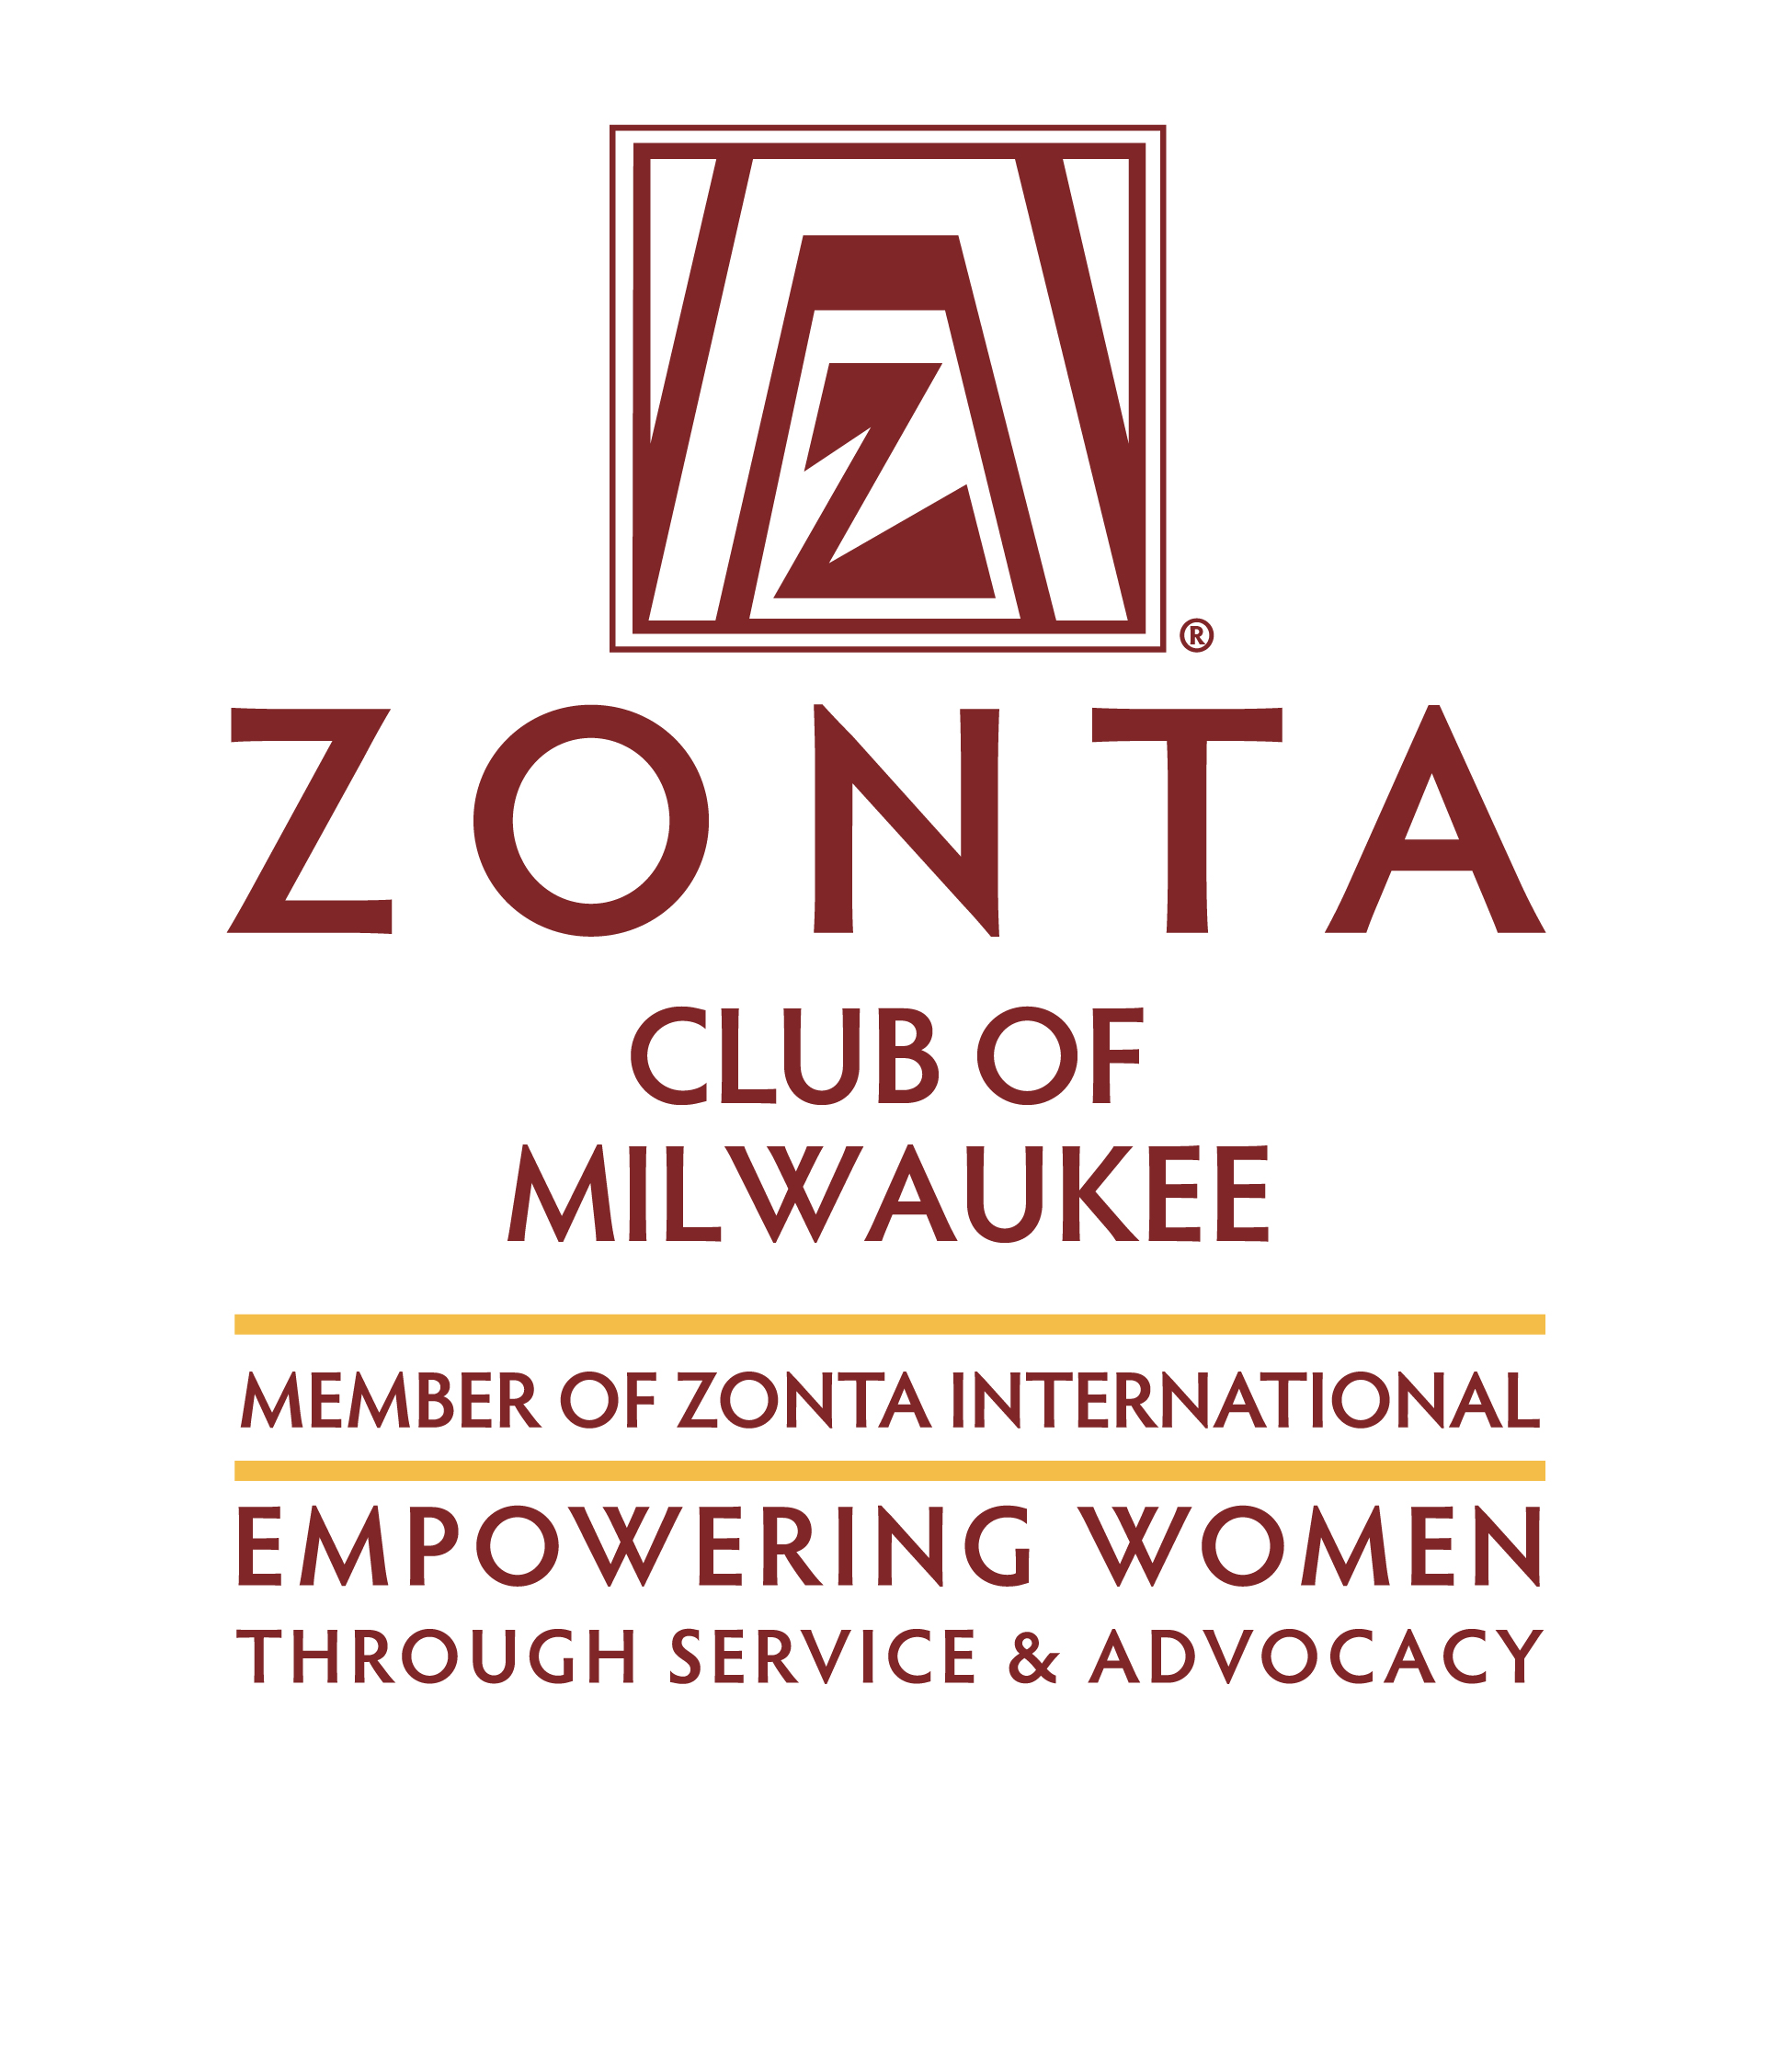 ®
ZONTA
CLUB OF
MILWAUKEE
MEMBER OF ZONTA INTERNATIONAL
EMPOWERING WOMEN
THROUGH SERVICE & ADVOCACY